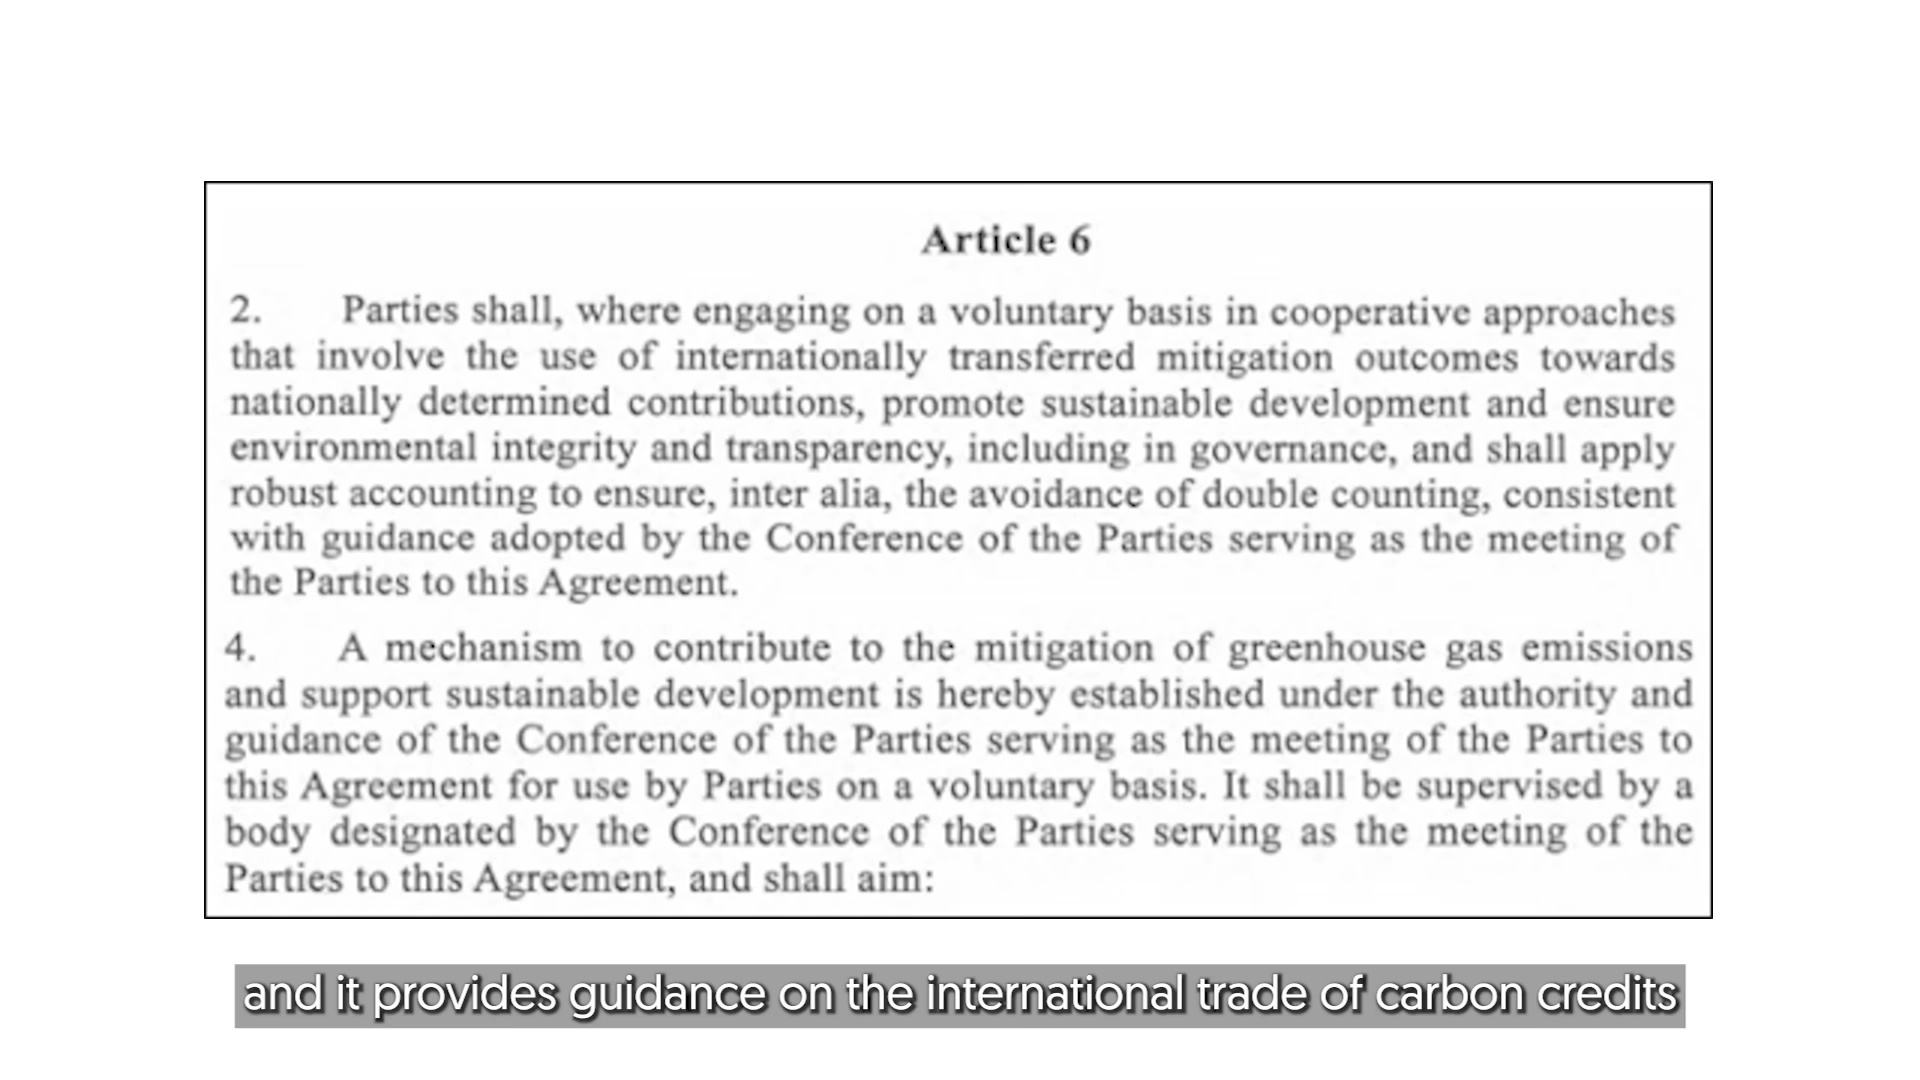 Article 6
2. Parties shall, where engaging on a voluntary basis in cooperative approaches
that involve the use of internationally transferred mitigation outcomes towards
nationally determined contributions, promote sustainable development and ensure
environmental integrity and transparency, including in governance, and shall apply
robust accounting to ensure, inter alia, the avoidance of double counting, consistent
with guidance adopted by the Conference of the Parties serving as the meeting of
the Parties to this Agreement.
4. A mechanism to contribute to the mitigation of greenhouse gas emissions
and support sustainable development is hereby established under the authority and
guidance of the Conference of the Parties serving as the meeting of the Parties to
this Agreement for use by Parties on a voluntary basis. It shall be supervised by a
body designated by the Conference of the Parties serving as the meeting of the
Parties to this Agreement, and shall aim:
and it provides guidance on the international trade of carbon credits